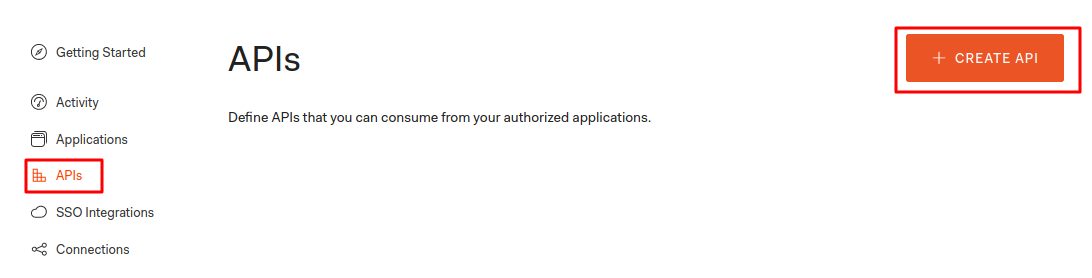 Getting Started
Activity
Applications
APIs
SSO Integrations
Connections
APIs
+ CREATE API
Define APIs that you can consume from your authorized applications.